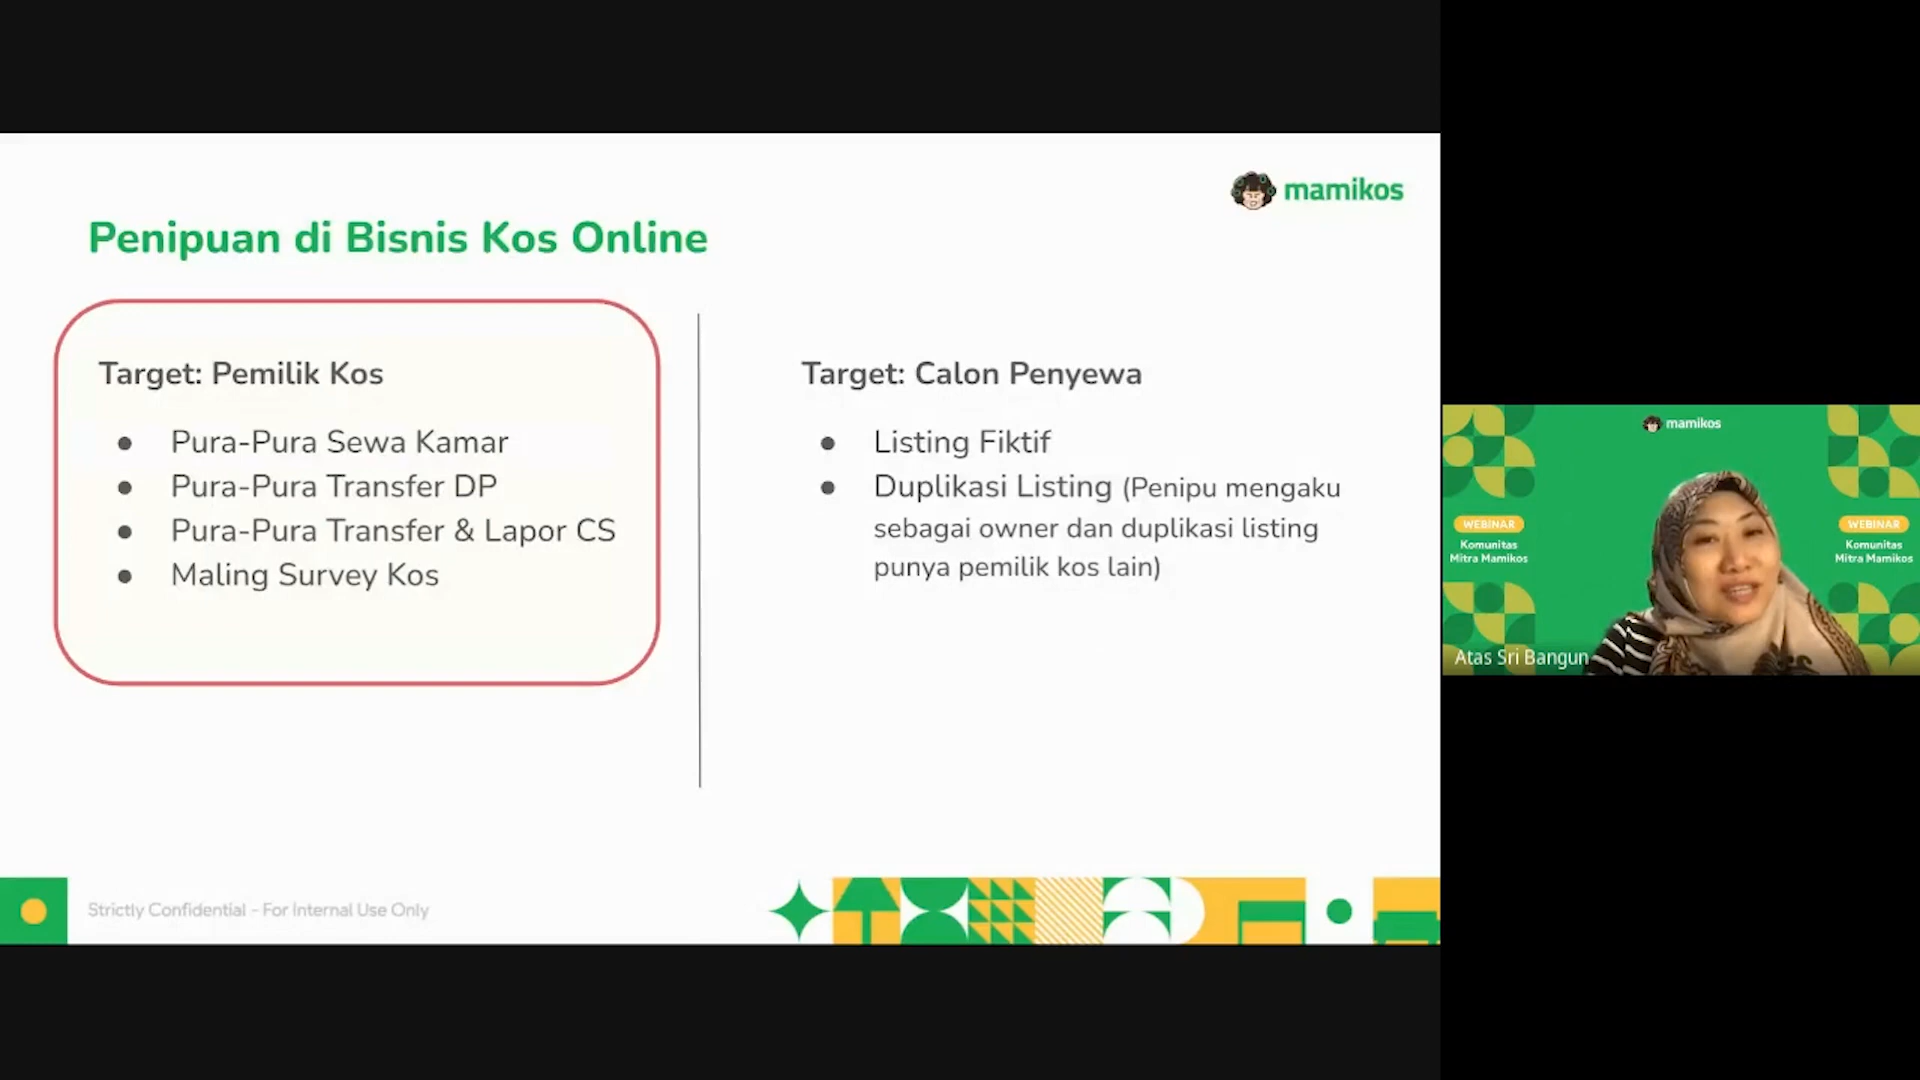 mamikos
Penipuan di Bisnis Kos Online
Target: Pemilik Kos
● Pura-Pura Sewa Kamar
● Pura-Pura Transfer DP
● Pura-Pura Transfer & Lapor CS
● Maling Survey Kos
Target: Calon Penyewa
● Listing Fiktif
● Duplikasi Listing (Penipu mengaku
sebagai owner dan duplikasi listing
punya pemilik kos lain)
Strictly Confidential - For Internal Use Only
mamikos
WEBINAR
Komunitas
Mitra Mamikos
WEBINAR
Komunitas
Mitra Mamikos
Atas Sri Bangun